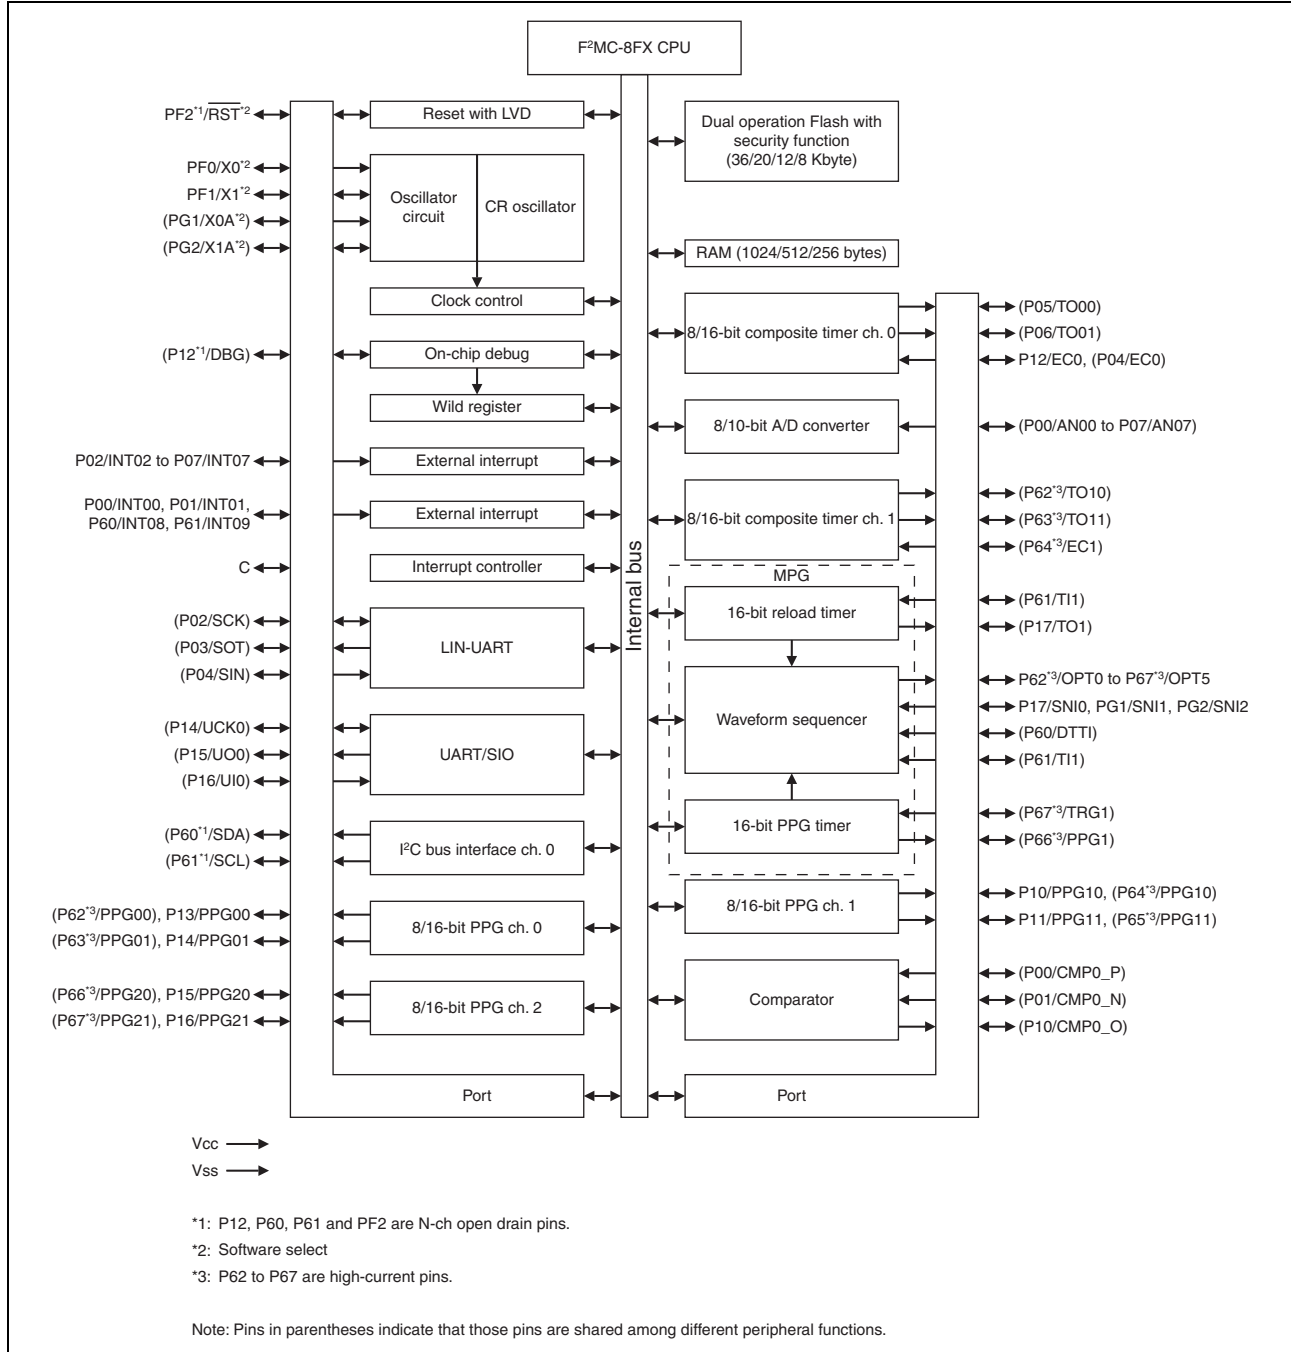 F²MC-8FX CPU
PF2*1/RST*2
Reset with LVD
Dual operation Flash with
security function
(36/20/12/8 Kbyte)
PF0/X0*2
PF1/X1*2
(PG1/X0A*2)
(PG2/X1A*2)
Oscillator
circuit
CR oscillator
RAM (1024/512/256 bytes)
Clock control
8/16-bit composite timer ch. 0
(P05/TO00)
(P06/TO01)
P12/EC0, (P04/EC0)
(P12*1/DBG)
On-chip debug
Wild register
8/10-bit A/D converter
(P00/AN00 to P07/AN07)
P02/INT02 to P07/INT07
External interrupt
P00/INT00, P01/INT01,
P60/INT08, P61/INT09
External interrupt
8/16-bit composite timer ch. 1
(P62*3/TO10)
(P63*3/TO11)
(P64*3/EC1)
C
Interrupt controller
Internal bus
MPG
16-bit reload timer
(P61/TI1)
(P17/TO1)
(P02/SCK)
(P03/SOT)
(P04/SIN)
LIN-UART
Waveform sequencer
P62*3/OPT0 to P67*3/OPT5
P17/SNI0, PG1/SNI1, PG2/SNI2
(P60/DTTI)
(P61/TI1)
(P14/UCK0)
(P15/UO0)
(P16/UI0)
UART/SIO
16-bit PPG timer
(P67*3/TRG1)
(P66*3/PPG1)
(P60*1/SDA)
(P61*1/SCL)
I²C bus interface ch. 0
8/16-bit PPG ch. 1
P10/PPG10, (P64*3/PPG10)
P11/PPG11, (P65*3/PPG11)
(P62*3/PPG00), P13/PPG00
(P63*3/PPG01), P14/PPG01
8/16-bit PPG ch. 0
(P66*3/PPG20), P15/PPG20
(P67*3/PPG21), P16/PPG21
8/16-bit PPG ch. 2
Comparator
(P00/CMP0_P)
(P01/CMP0_N)
(P10/CMP0_O)
Port
Port
Vcc
Vss
*1: P12, P60, P61 and PF2 are N-ch open drain pins.
*2: Software select
*3: P62 to P67 are high-current pins.
Note: Pins in parentheses indicate that those pins are shared among different peripheral functions.